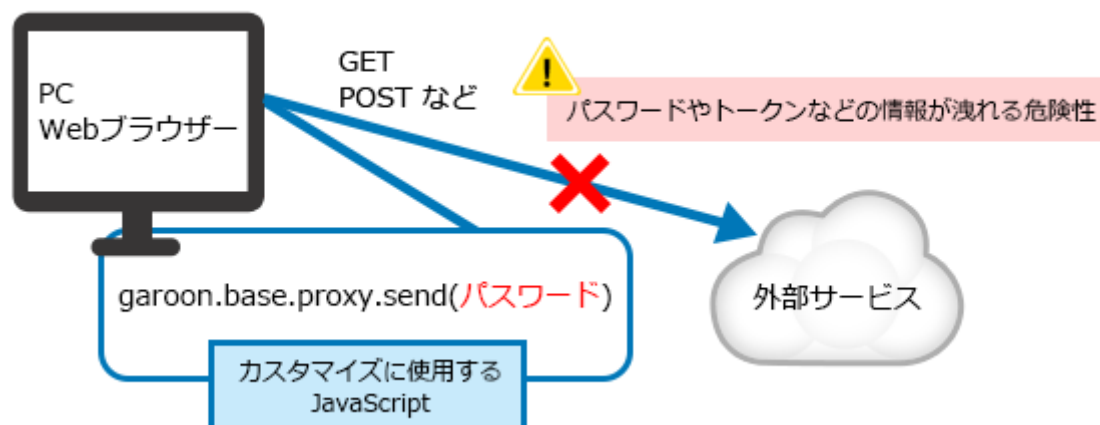 PC
Webブラウザー
GET
POST など
!
パスワードやトークンなどの情報が洩れる危険性
garoon.base.proxy.send(パスワード)
外部サービス
カスタマイズに使用する
JavaScript